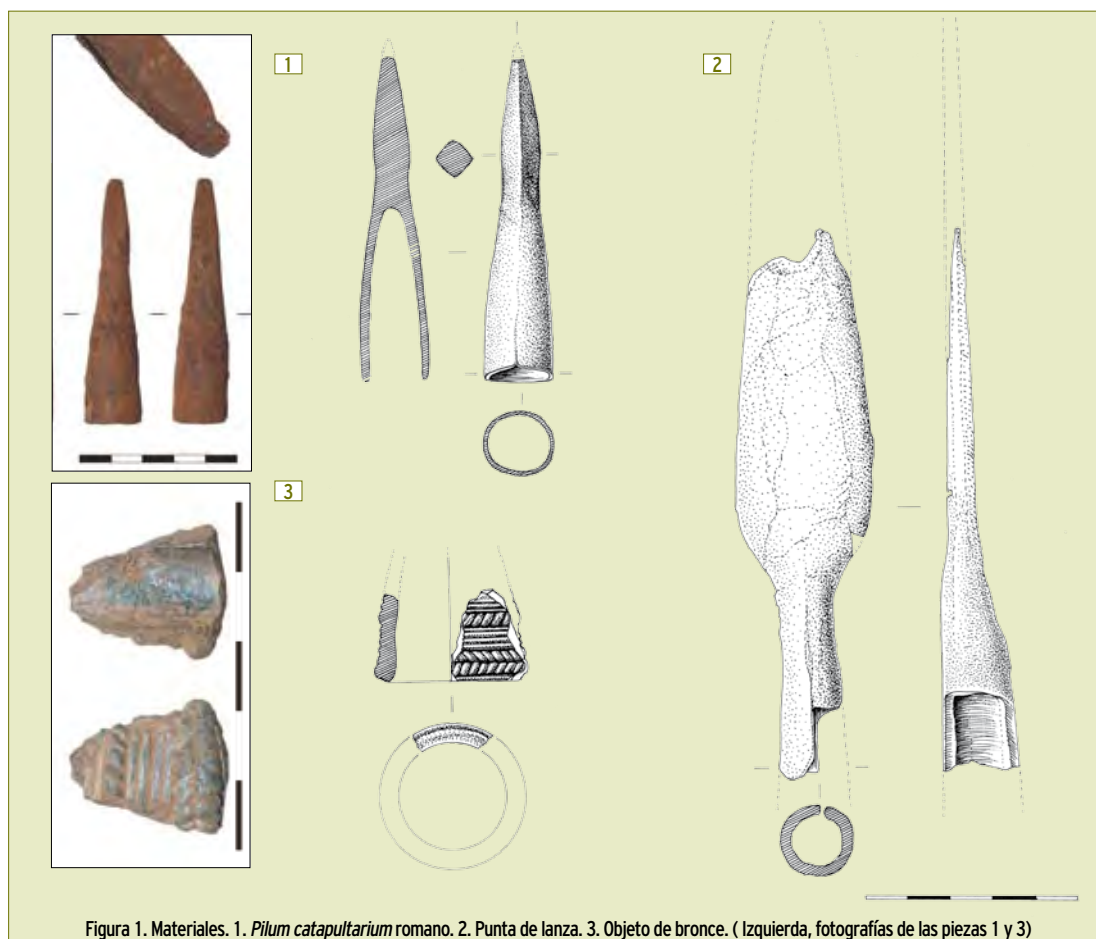 1
2
3
Figura 1. Materiales. 1. Pilum catapultarium romano. 2. Punta de lanza. 3. Objeto de bronce. ( Izquierda, fotografías de las piezas 1 y 3)